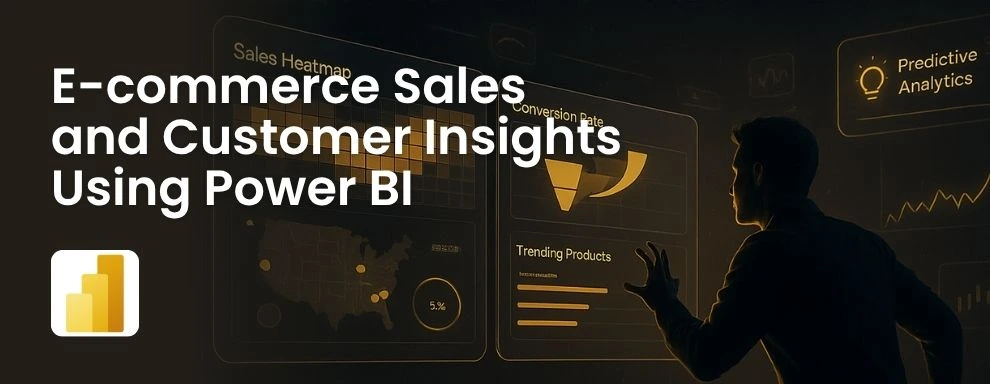 Sales Heatmap
E-commerce Sales
and Customer Insights
Using Power BI
Conversion Rate
Trending Products
5.%
Predictive
Analytics